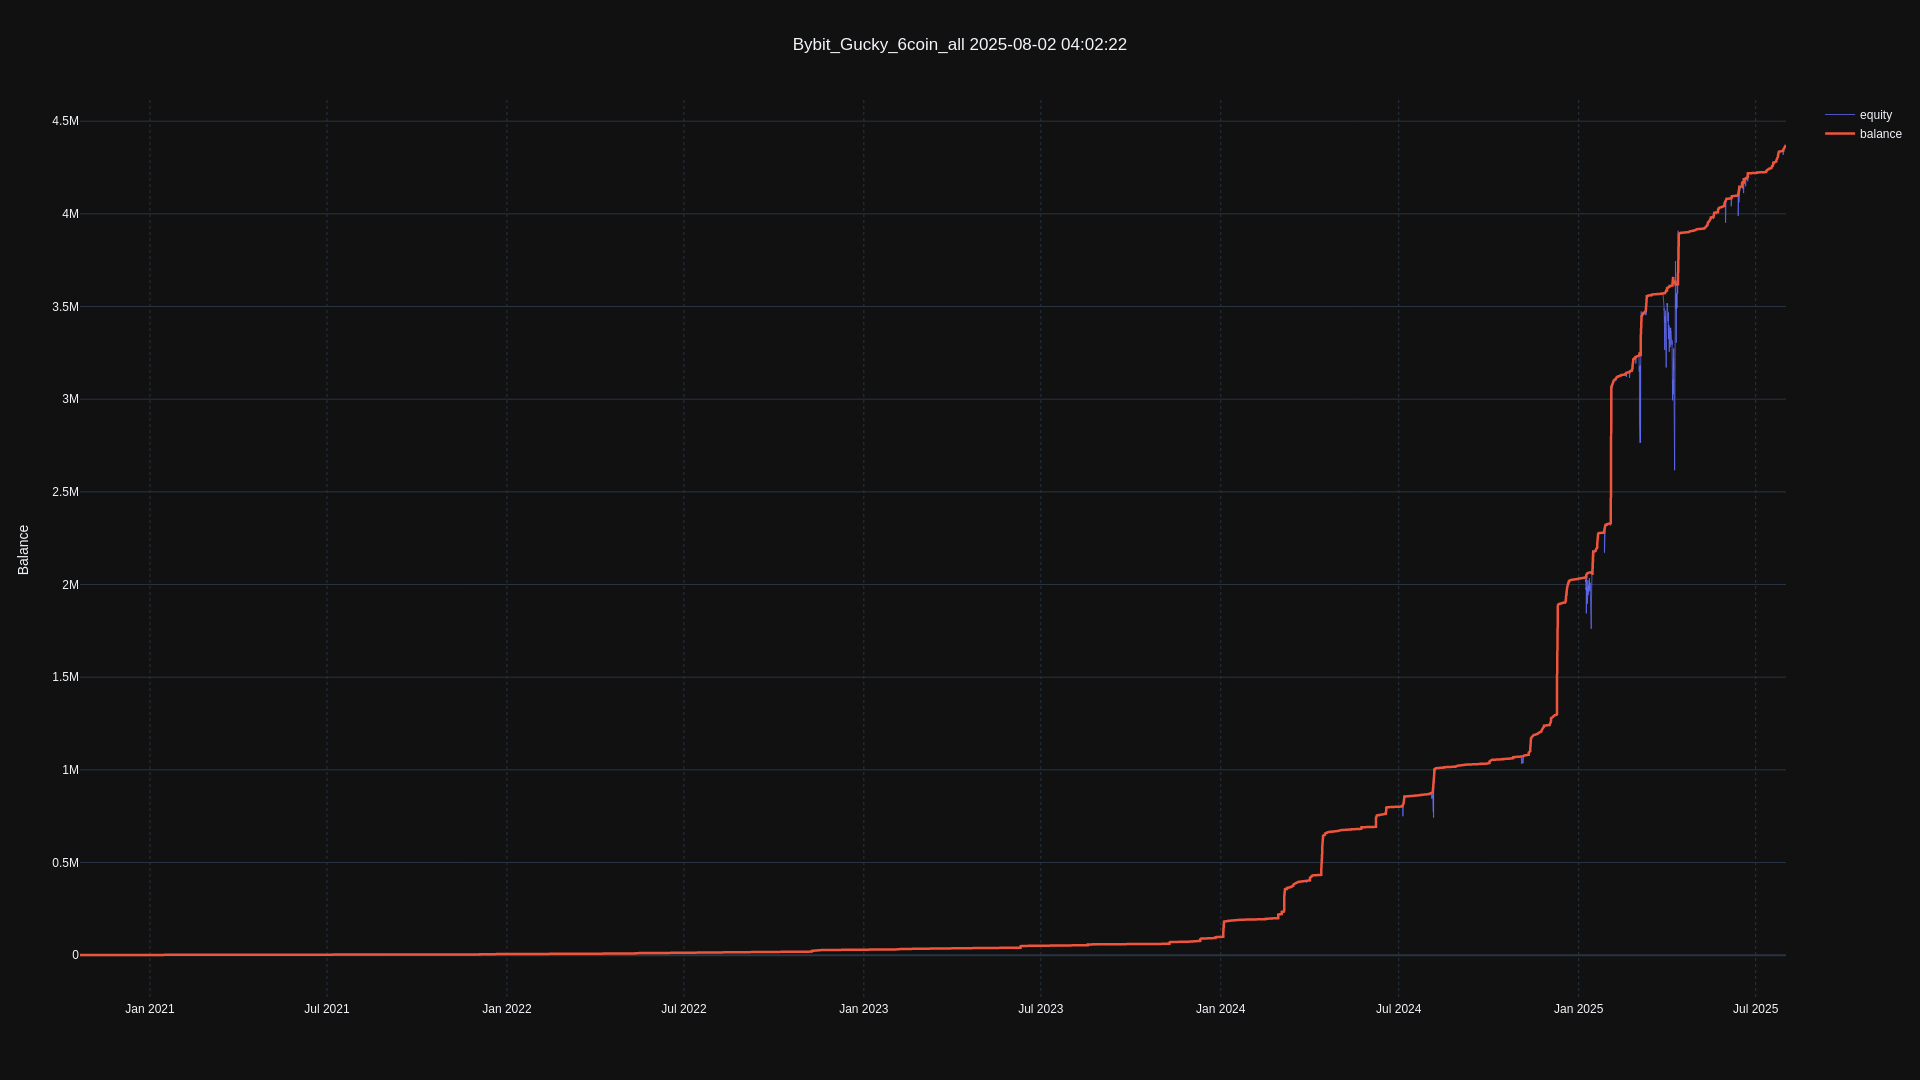 Bybit_Gucky_6coin_all 2025-08-02 04:02:22
equity
balance
Balance
4.5M
4M
3.5M
3M
2.5M
2M
1.5M
1M
0.5M
0
Jan 2021
Jul 2021
Jan 2022
Jul 2022
Jan 2023
Jul 2023
Jan 2024
Jul 2024
Jan 2025
Jul 2025